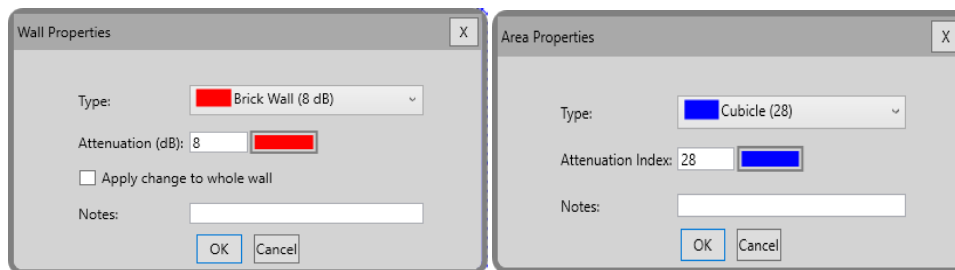 Wall Properties X
Type: Brick Wall (8 dB)
Attenuation (dB): 8
Apply change to whole wall
Notes:
OK Cancel
Area Properties X
Type: Cubicle (28)
Attenuation Index: 28
Notes:
OK Cancel